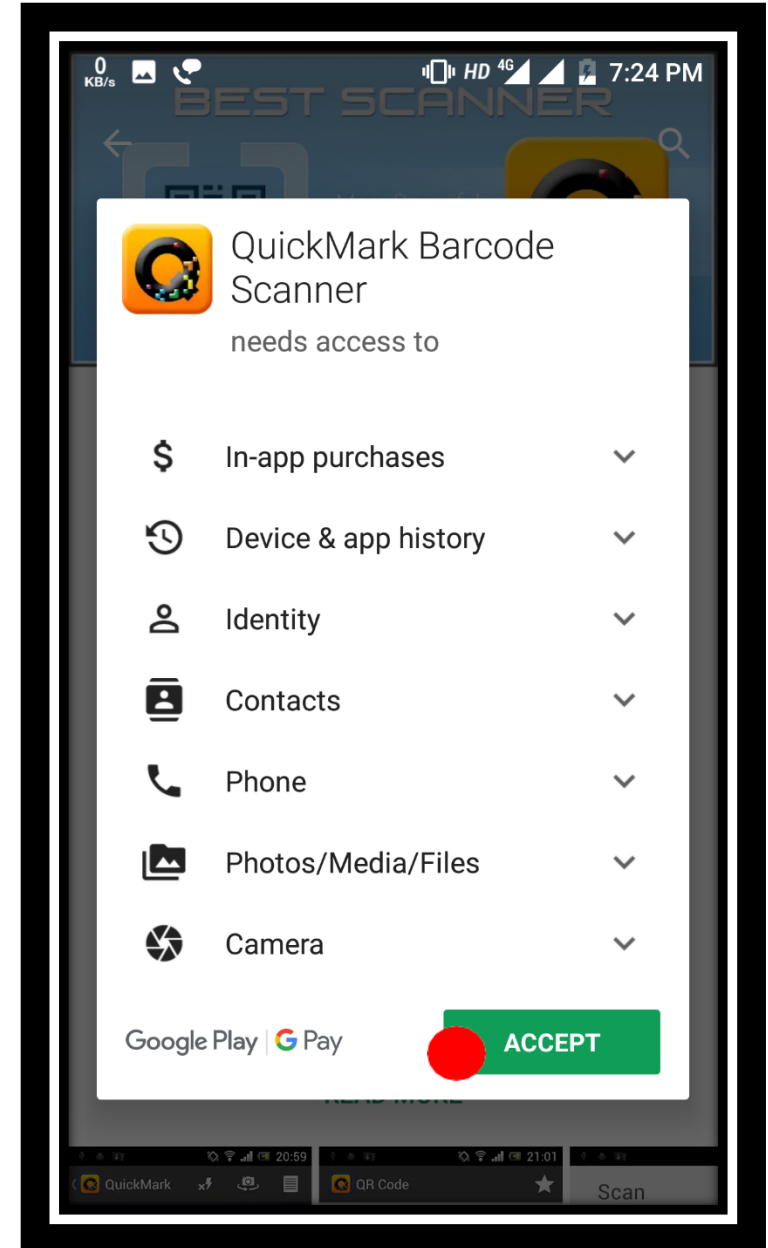 0
KB/s
HD 4G 7:24 PM
BEST SCANNER
QuickMark Barcode
Scanner
needs access to
$ In-app purchases
Device & app history
Identity
Contacts
Phone
Photos/Media/Files
Camera
Google Play | G Pay
ACCEPT
READ MORE
20:59
21:01
QuickMark
QR Code
Scan